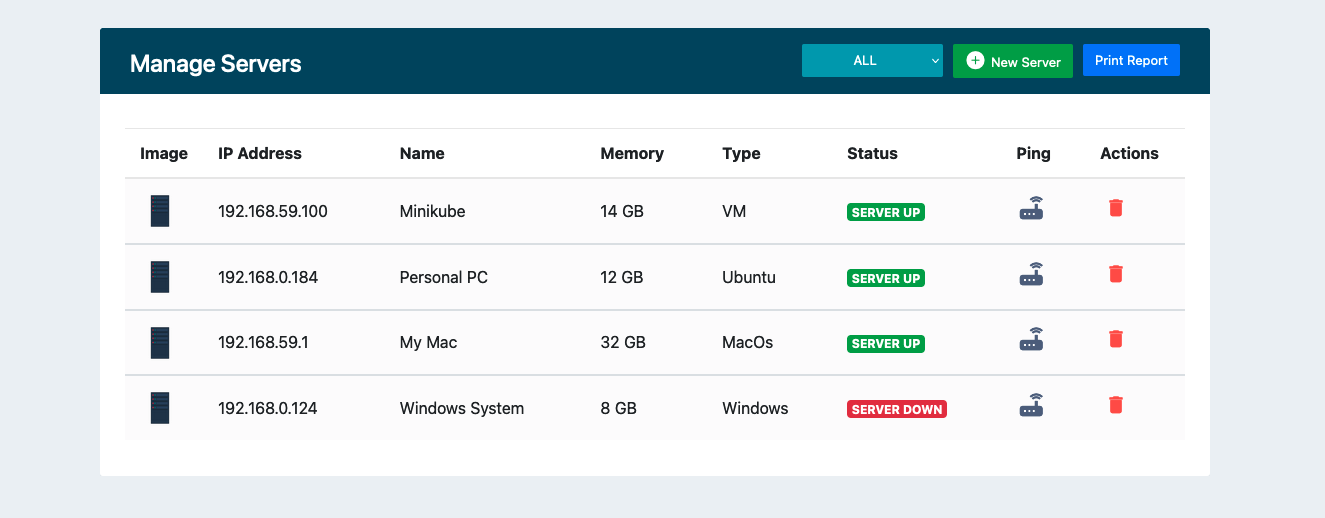 Manage Servers ALL New Server Print Report
Image IP Address Name Memory Type Status Ping Actions
192.168.59.100 Minikube 14 GB VM SERVER UP
192.168.0.184 Personal PC 12 GB Ubuntu SERVER UP
192.168.59.1 My Mac 32 GB MacOs SERVER UP
192.168.0.124 Windows System 8 GB Windows SERVER DOWN